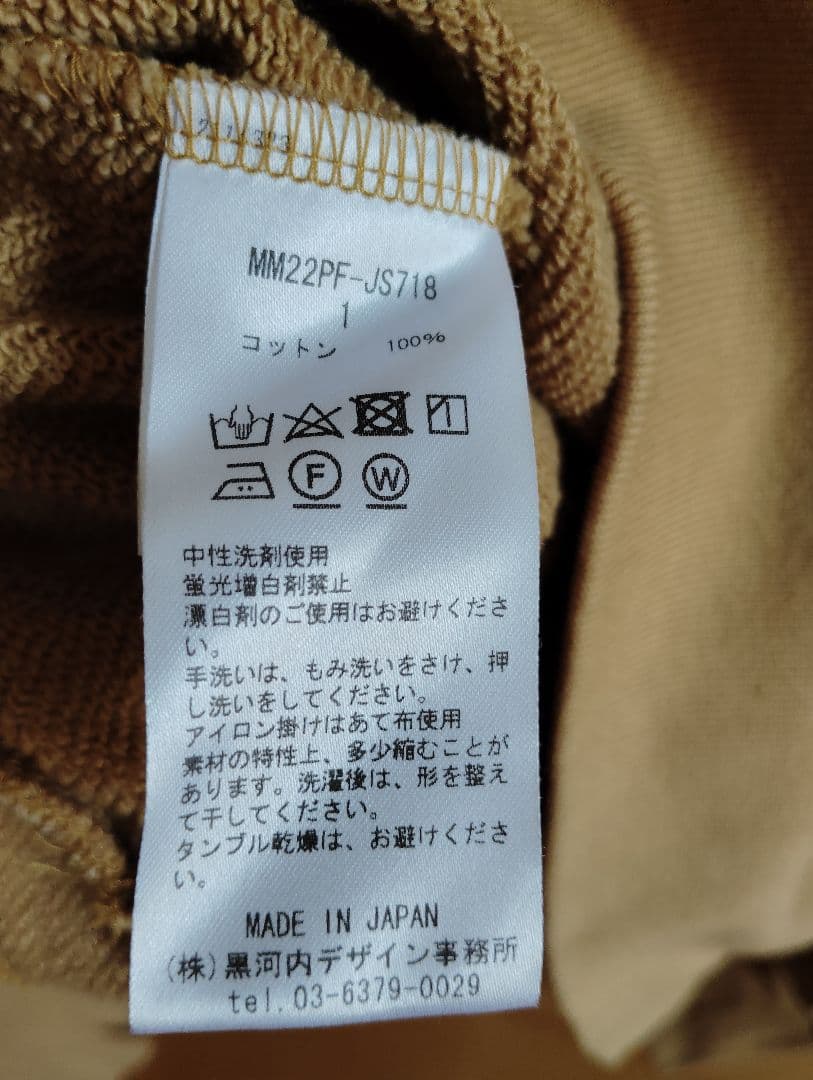 MM22PF-JS718
1
コットン 100%
F W
中性洗剤使用
蛍光増白剤禁止
漂白剤のご使用はお避けくださ
い。
手洗いは、もみ洗いをさけ、押
し洗いをしてください。
アイロン掛けはあて布使用
素材の特性上、多少縮むことが
あります。洗濯後は、形を整え
て干してください。
タンブル乾燥は、お避けくださ
い。
MADE IN JAPAN
(株)黒河内デザイン事務所
tel.03-6379-0029